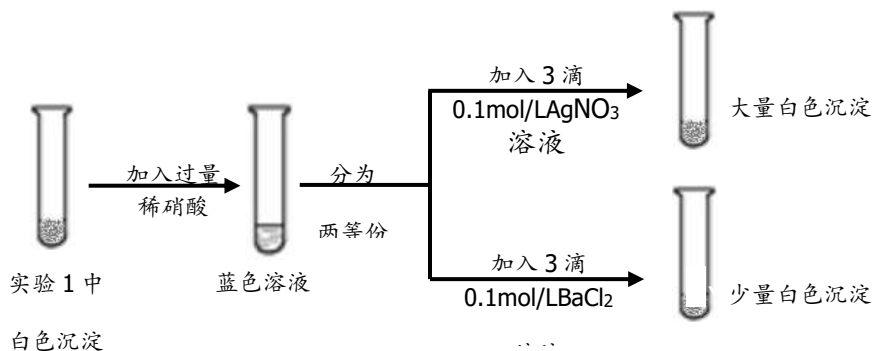 加入 3 滴
0.1mol/LAgNO₃
溶液
大量白色沉淀
加入过量
稀硝酸
分为
两等份
实验 1 中
白色沉淀
蓝色溶液
加入 3 滴
0.1mol/LBaCl₂
少量白色沉淀